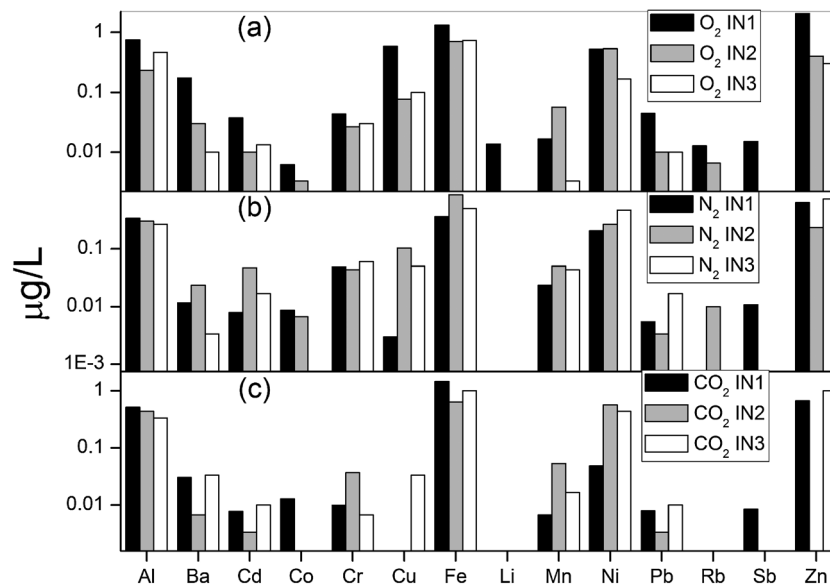 (a)
1
0.1
0.01
O₂ IN1
O₂ IN2
O₂ IN3
(b)
0.1
0.01
1E-3
N₂ IN1
N₂ IN2
N₂ IN3
µg/L
(c)
1
0.1
0.01
CO₂ IN1
CO₂ IN2
CO₂ IN3
Al Ba Cd Co Cr Cu Fe Li Mn Ni Pb Rb Sb Zn